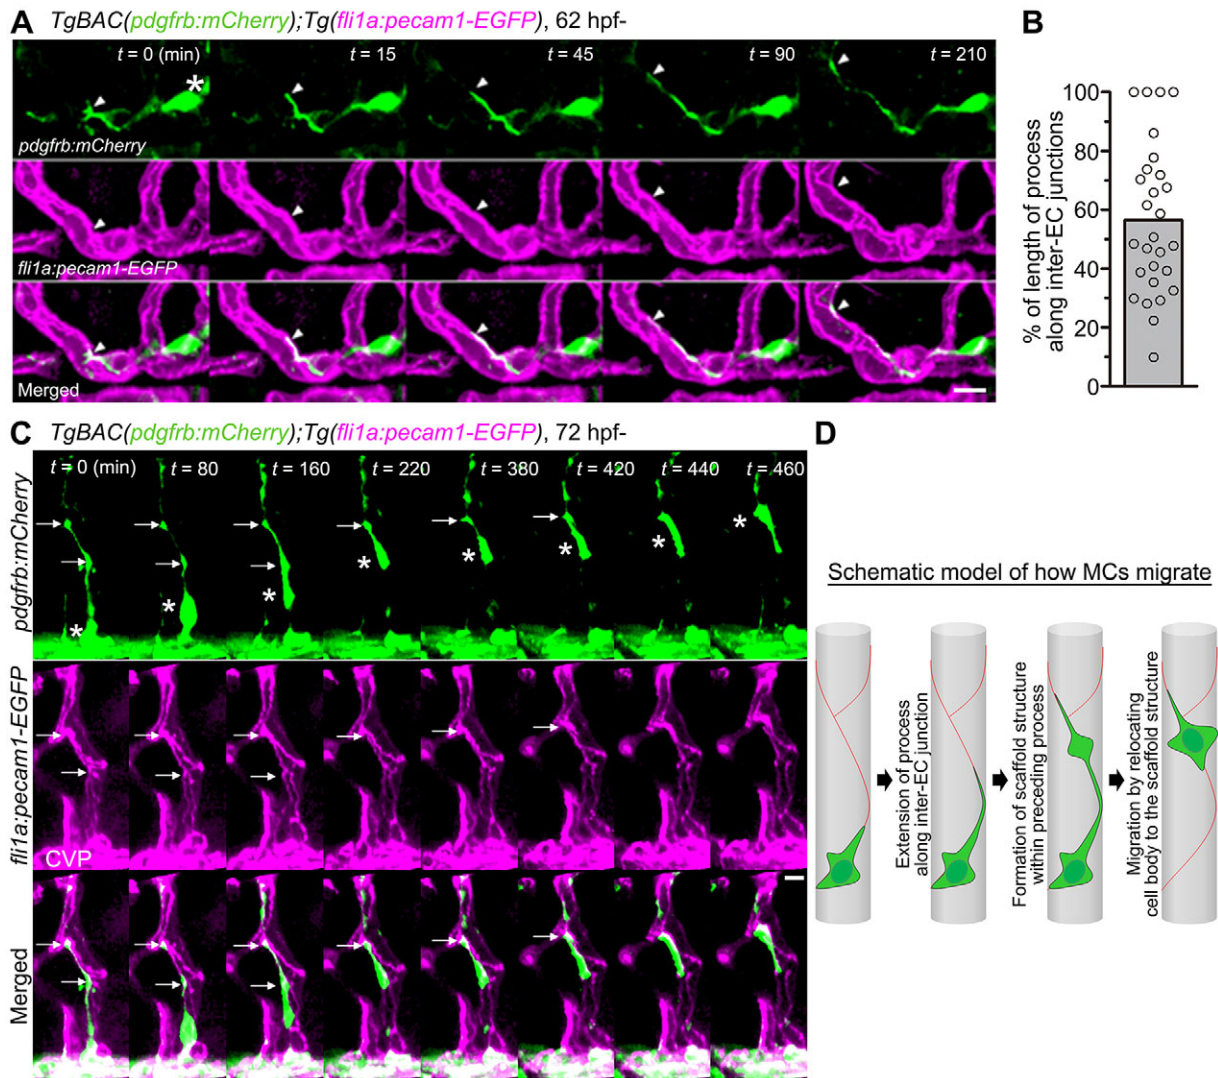 A
TgBAC(pdgfrb:mCherry);Tg(fli1a:pecam1-EGFP), 62 hpf-
t = 0 (min)
t = 15
t = 45
t = 90
t = 210
*
pdgfrb:mCherry
fli1a:pecam1-EGFP
Merged
B
% of length of process
along inter-EC junctions
100
80
60
40
20
0
C
TgBAC(pdgfrb:mCherry);Tg(fli1a:pecam1-EGFP), 72 hpf-
t = 0 (min)
t = 80
t = 160
t = 220
t = 380
t = 420
t = 440
t = 460
pdgfrb:mCherry
* * * * * * * *
fli1a:pecam1-EGFP
CVP
Merged
D
Schematic model of how MCs migrate
Extension of process
along inter-EC junction
Formation of scaffold structure
within preceding process
Migration by relocating
cell body to the scaffold structure